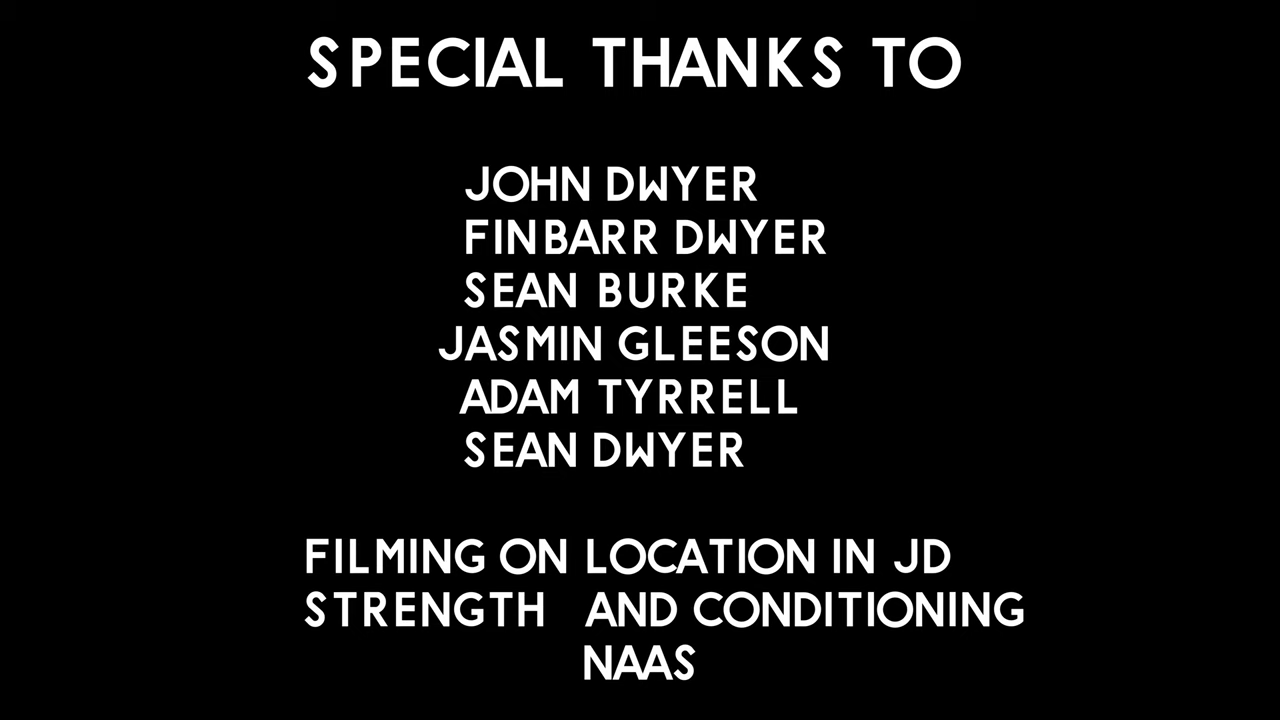 SPECIAL THANKS TO
JOHN DWYER
FINBARR DWYER
SEAN BURKE
JASMIN GLEESON
ADAM TYRRELL
SEAN DWYER
FILMING ON LOCATION IN JD
STRENGTH AND CONDITIONING
NAAS